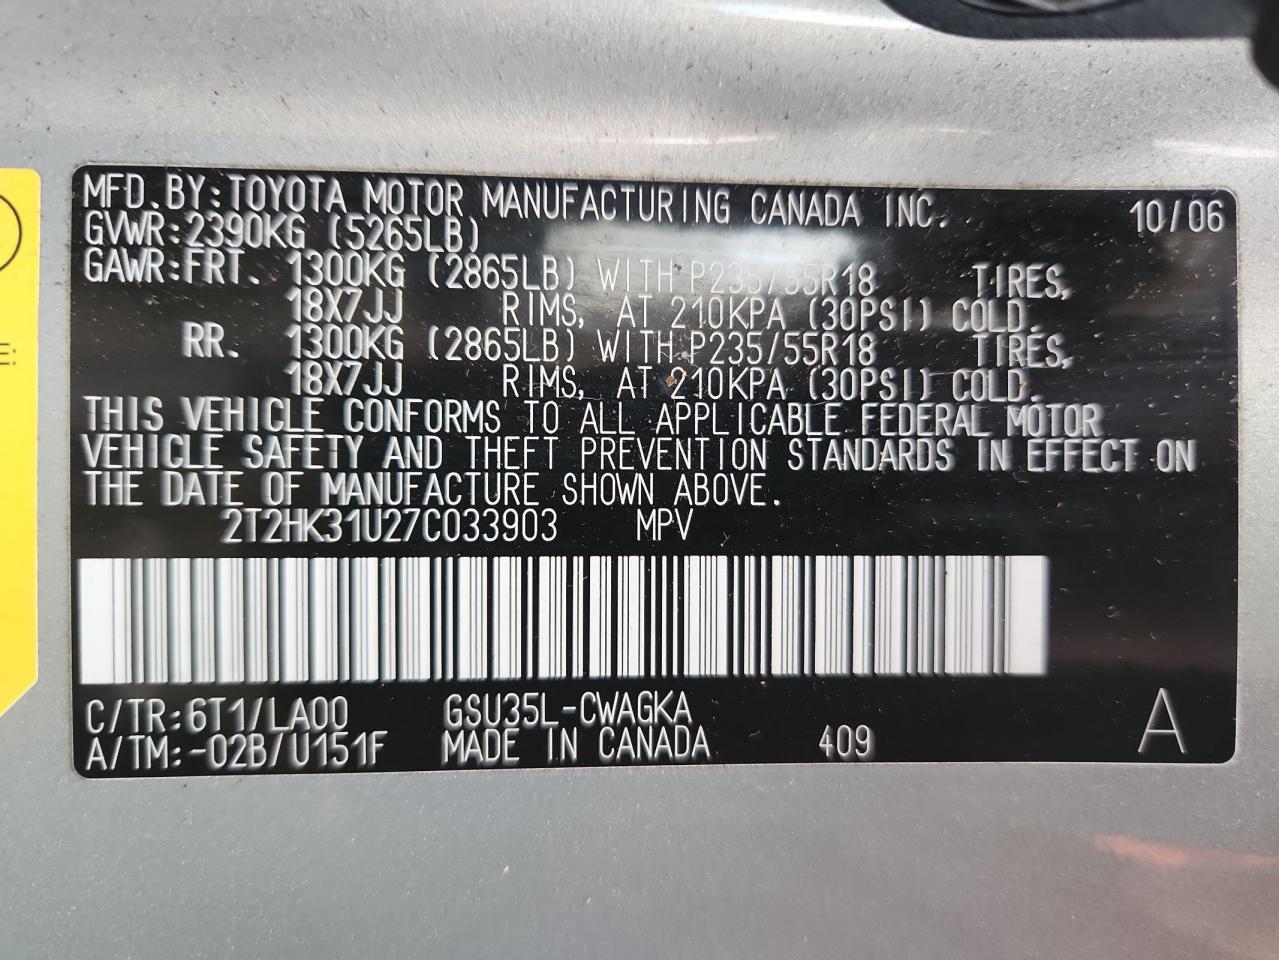 MFD.BY:TOYOTA MOTOR MANUFACTURING CANADA INC. 10/06
GVWR:2390KG (5265LB)
GAWR:FRT. 1300KG (2865LB) WITH P235/55R18 TIRES,
18X7JJ RIMS, AT 210KPA (30PSI) COLD.
RR. 1300KG (2865LB) WITH P235/55R18 TIRES,
18X7JJ RIMS, AT 210KPA (30PSI) COLD.
THIS VEHICLE CONFORMS TO ALL APPLICABLE FEDERAL MOTOR
VEHICLE SAFETY AND THEFT PREVENTION STANDARDS IN EFFECT ON
THE DATE OF MANUFACTURE SHOWN ABOVE.
2T2HK31U27C033903 MPV
C/TR:6T1/LA00 GSU35L-CWAGKA
A/TM:-02B/U151F MADE IN CANADA 409 A
E: